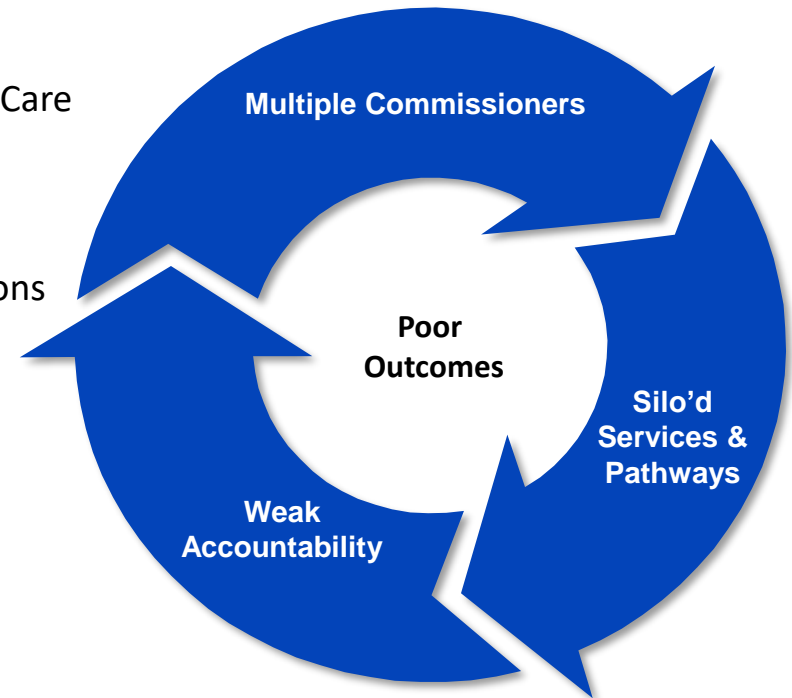 Care
Multiple Commissioners
ons
Poor
Outcomes
Silo’d
Services &
Pathways
Weak
Accountability